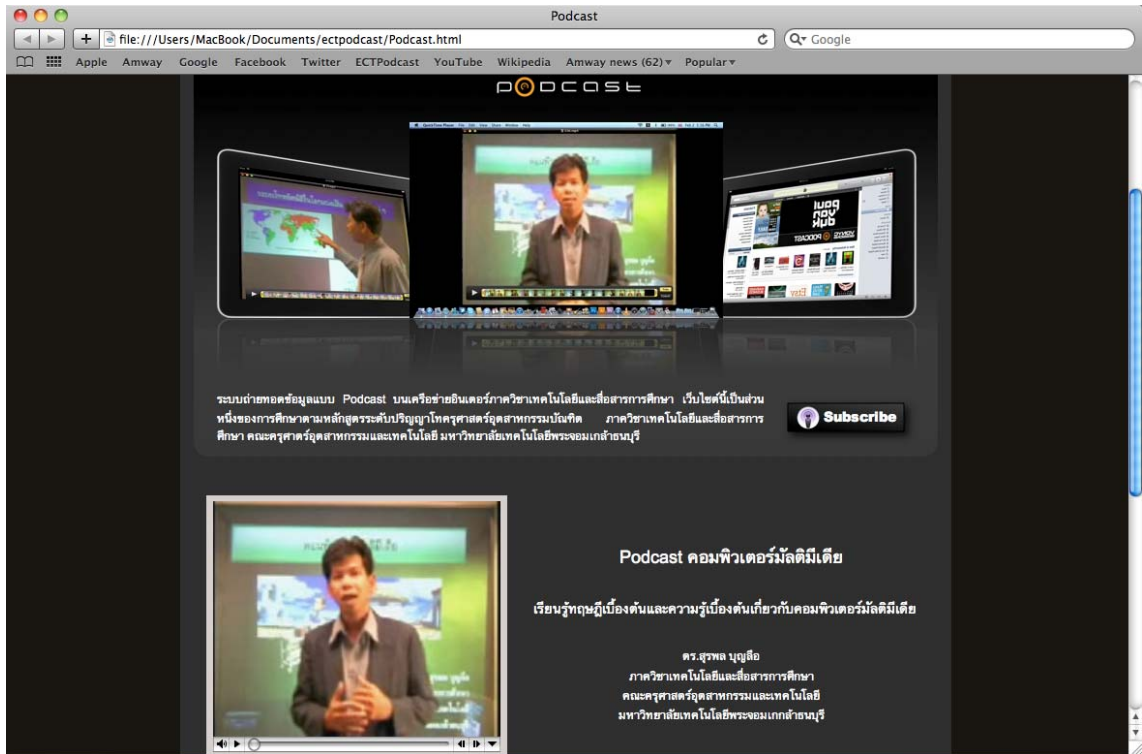 Podcast
file:///Users/MacBook/Documents/ectpodcast/Podcast.html
Google
Apple Amway Google Facebook Twitter ECTPodcast YouTube Wikipedia Amway news (62) Popular
PODCAST
ระบบถ่ายทอดข้อมูลแบบ Podcast บนเครือข่ายอินเตอร์ภาควิชาเทคโนโลยีและสื่อสารการศึกษา เว็บไซต์นี้เป็นส่วน
หนึ่งของการศึกษาตามหลักสูตรระดับปริญญาโทครุศาสตร์อุตสาหกรรมบัณฑิต ภาควิชาเทคโนโลยีและสื่อสารการ
ศึกษา คณะครุศาตร์อุตสาหกรรมและเทคโนโลยี มหาวิทยาลัยเทคโนโลยีพระจอมเกล้าธนบุรี
Subscribe
คอมพิวเตอร์มัลติมีเดีย
Podcast คอมพิวเตอร์มัลติมีเดีย
เรียนรู้ทฤษฎีเบื้องต้นและความรู้เบื้องต้นเกี่ยวกับคอมพิวเตอร์มัลติมีเดีย
ดร.สุรพล บุญลือ
ภาควิชาเทคโนโลยีและสื่อสารการศึกษา
คณะครุศาสตร์อุตสาหกรรมและเทคโนโลยี
มหาวิทยาลัยเทคโนโลยีพระจอมเกกล้าธนบุรี